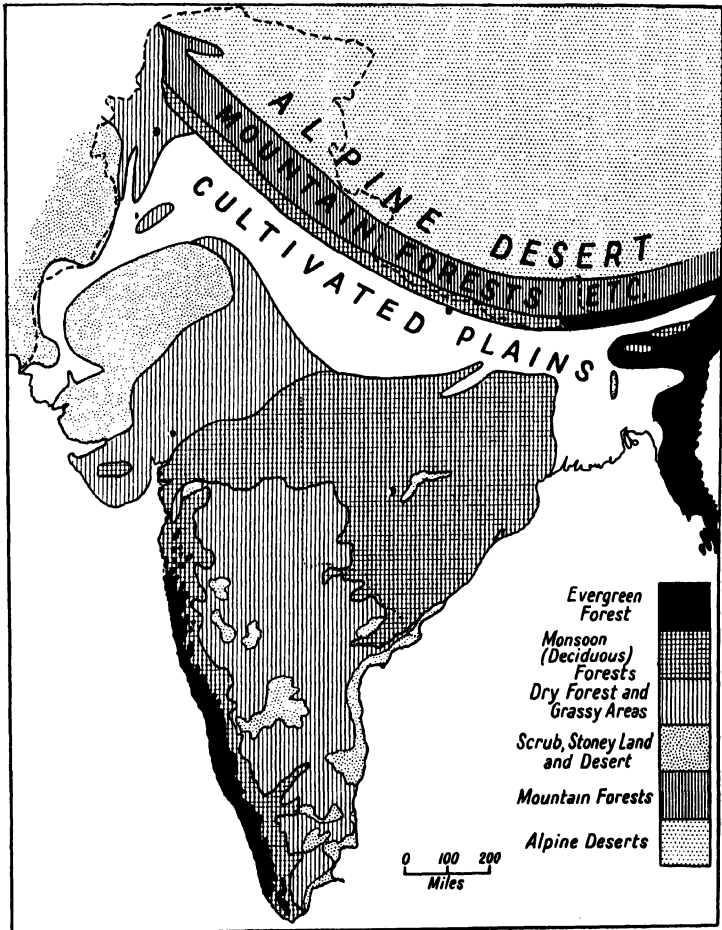 ALPINE DESERT
MOUNTAIN FORESTS ETC
CULTIVATED PLAINS
Evergreen
Forest
Monsoon
(Deciduous)
Forests
Dry Forest and
Grassy Areas
Scrub, Stoney Land
and Desert
Mountain Forests
Alpine Deserts
0 100 200
Miles